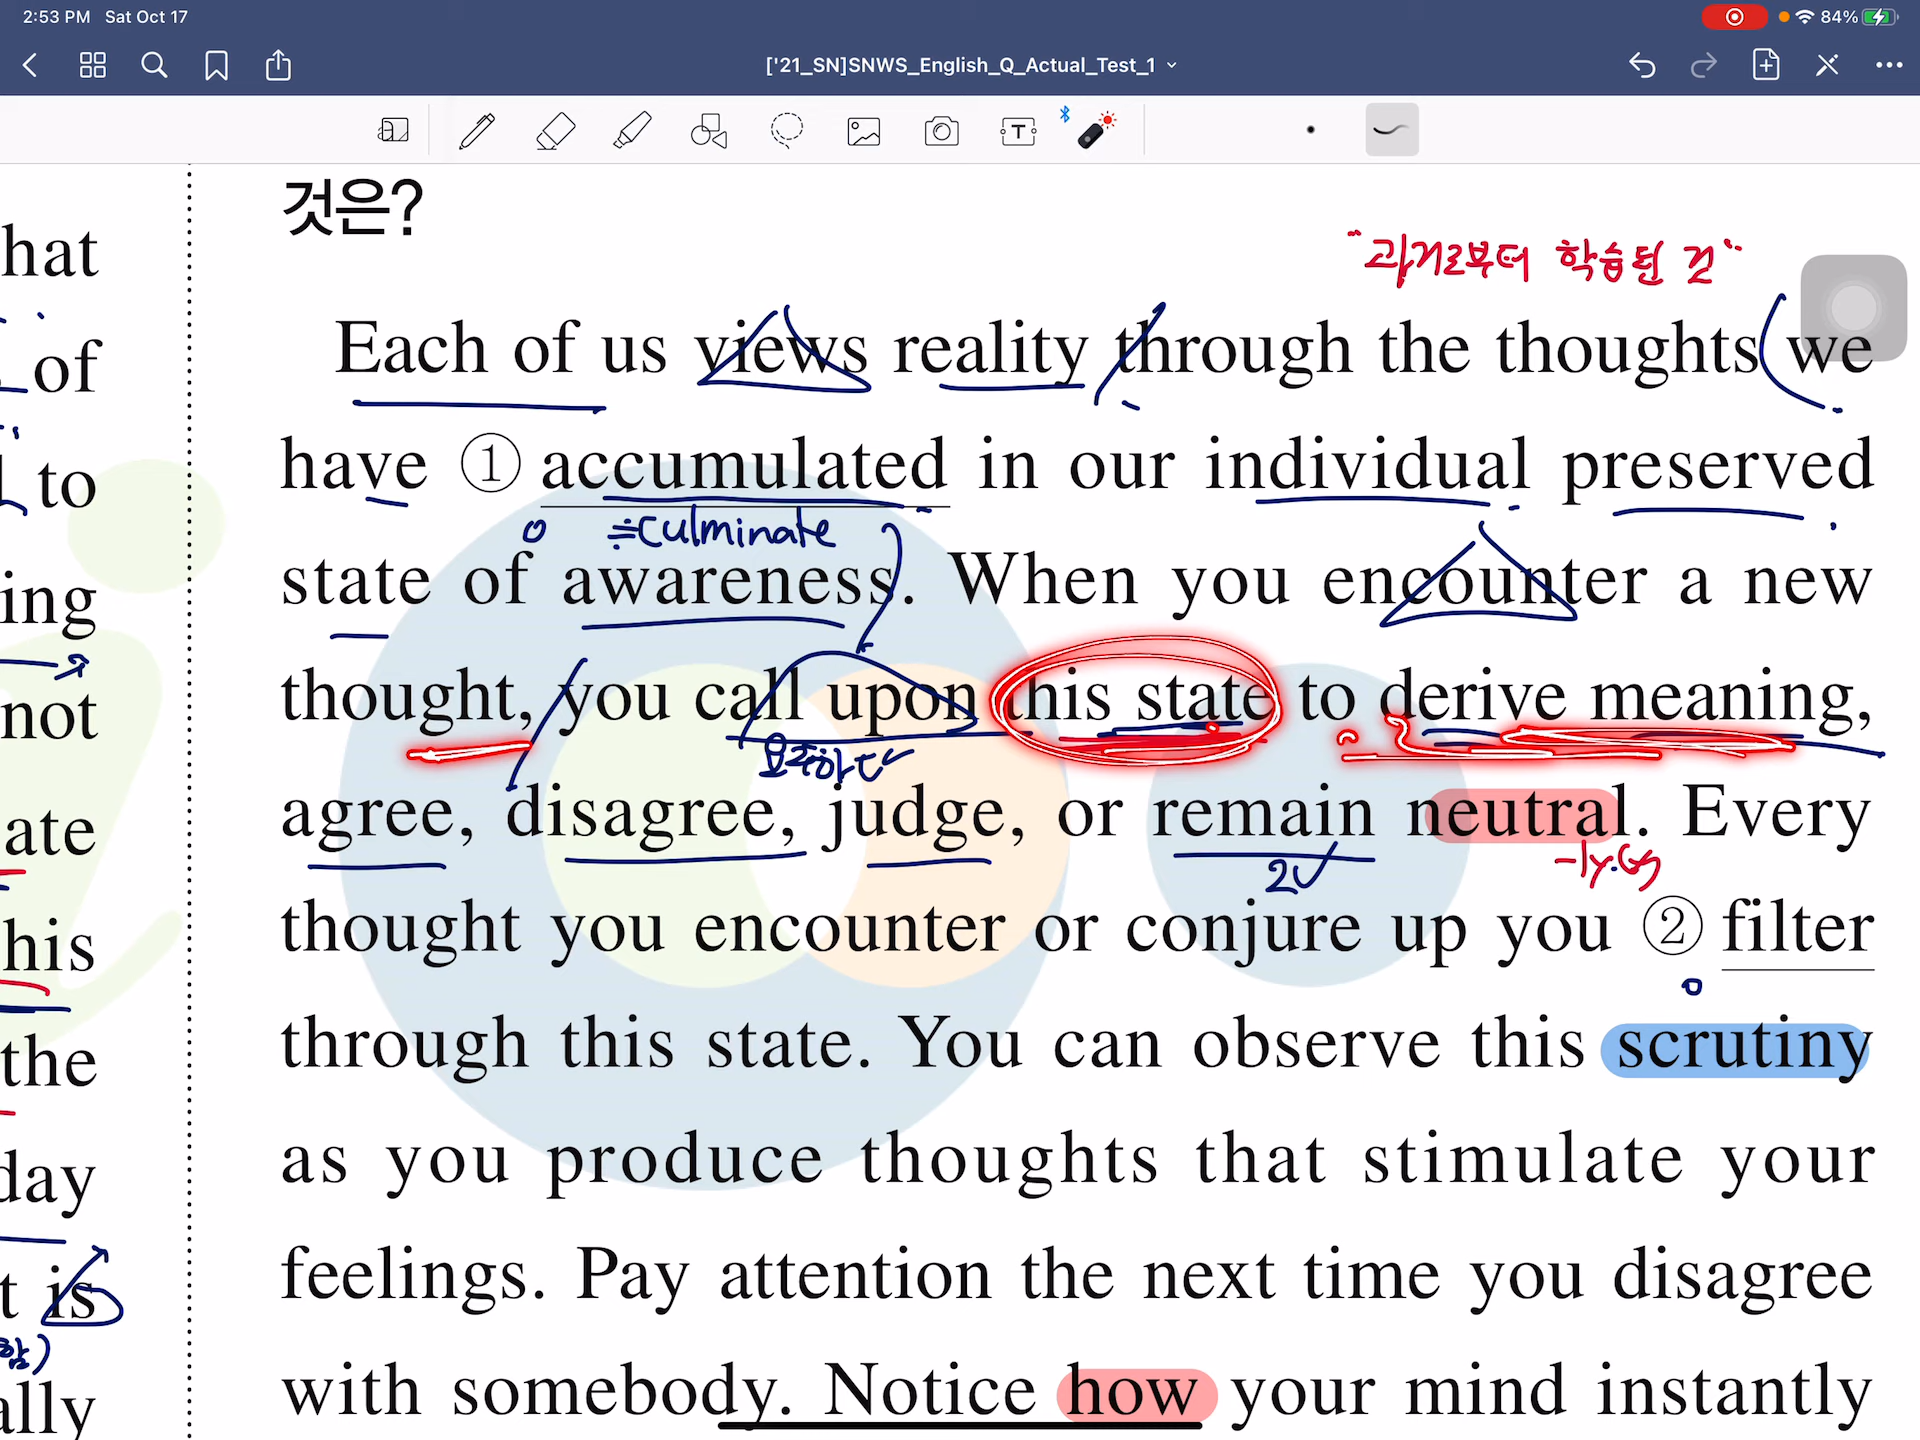 2:53 PM Sat Oct 17
84%
['21_SN]SNWS_English_Q_Actual_Test_1
것은?
"과거로부터 학습된 것"
Each of us views reality through the thoughts we
have ① accumulated in our individual preserved
≒culminate
state of awareness. When you encounter a new
thought, you call upon this state to derive meaning,
요구하다
agree, disagree, judge, or remain neutral. Every
2V
thought you encounter or conjure up you ② filter
through this state. You can observe this scrutiny
as you produce thoughts that stimulate your
feelings. Pay attention the next time you disagree
with somebody. Notice how your mind instantly
hat
of
to
ing
not
ate
his
the
day
t is
ally